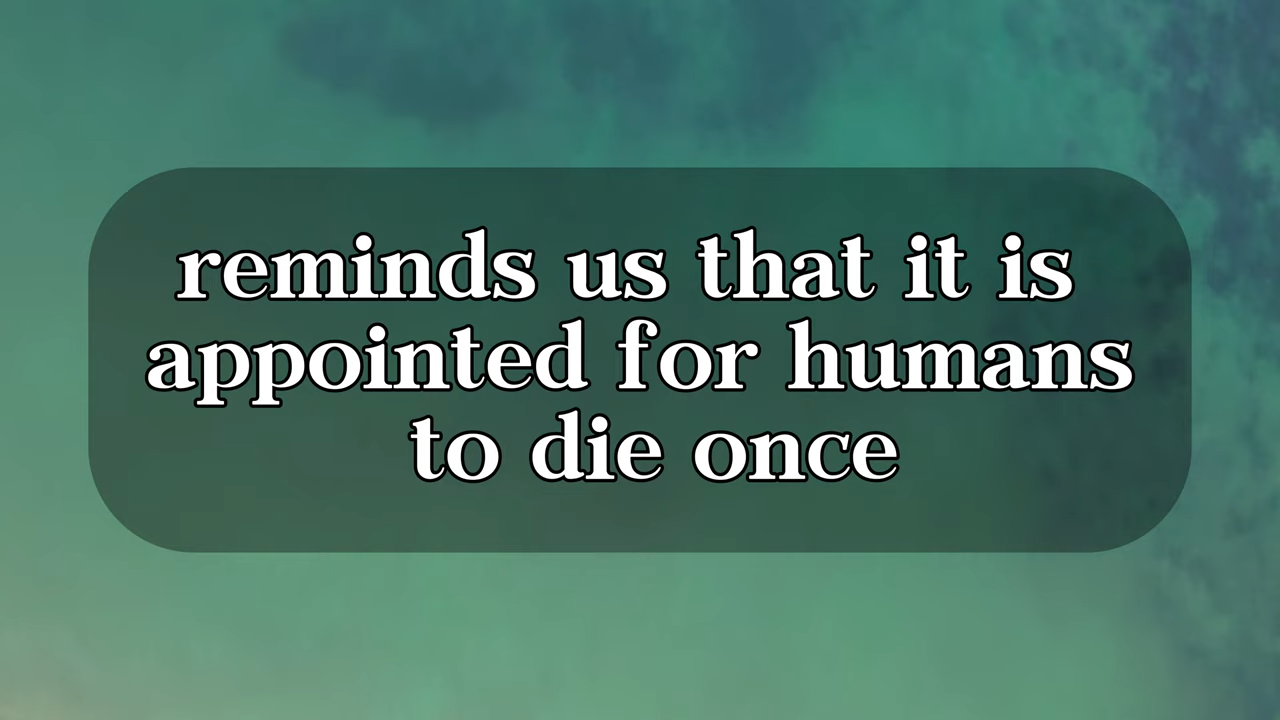 reminds us that it is
appointed for humans
to die once